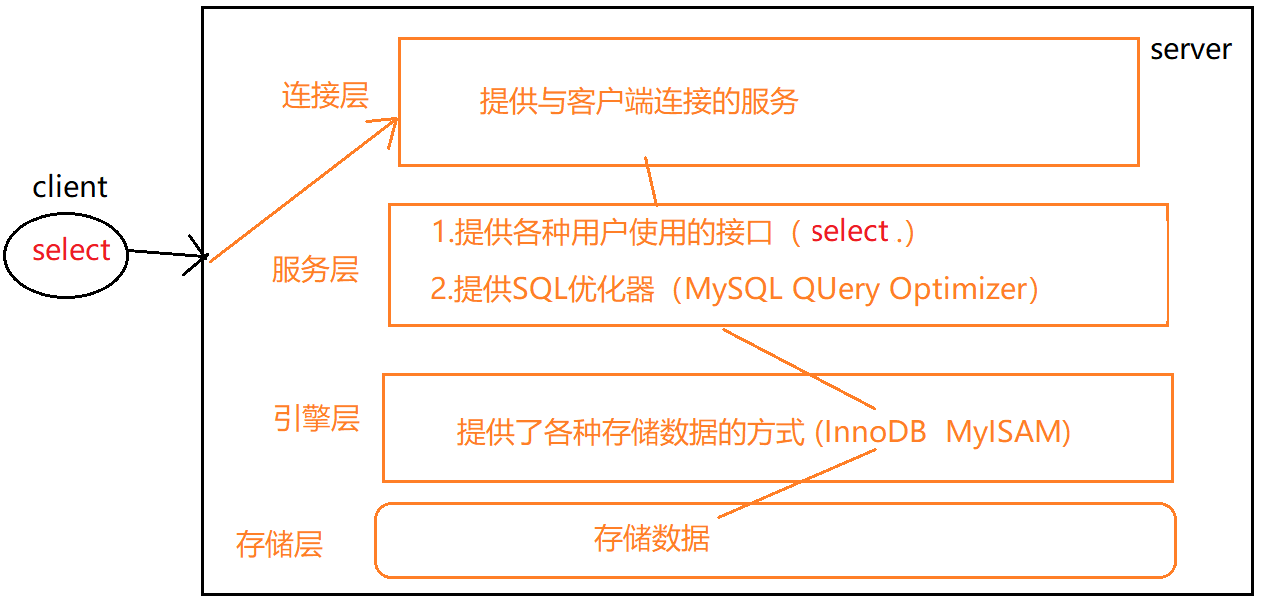 server
连接层
提供与客户端连接的服务
client
select
服务层
1.提供各种用户使用的接口（select.）
2.提供SQL优化器（MySQL QUery Optimizer）
引擎层
提供了各种存储数据的方式 (InnoDB  MyISAM)
存储层
存储数据